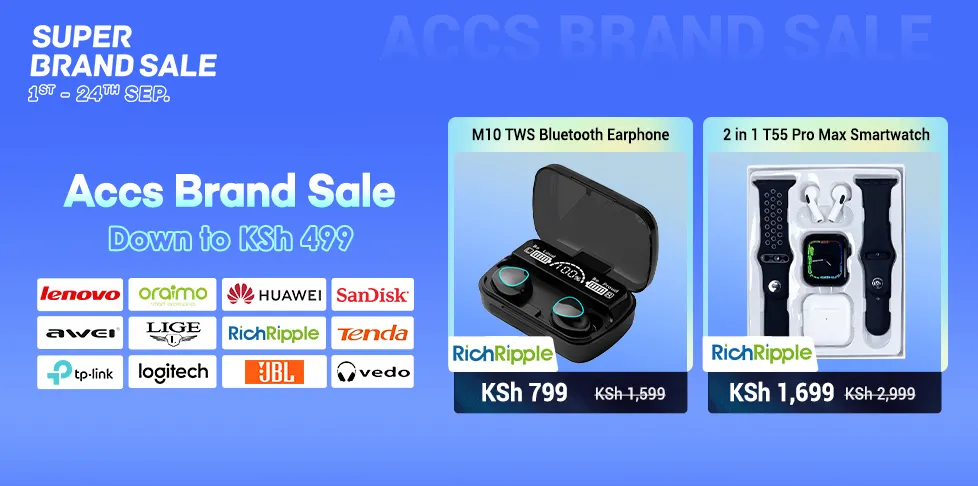 SUPER
BRAND SALE
1ST - 24TH SEP.
ACCS BRAND SALE
Accs Brand Sale
Down to KSh 499
lenovo oraimo HUAWEI SanDisk
awei LIGE RichRipple Tenda
tp-link logitech JBL vedo
M10 TWS Bluetooth Earphone
100
RichRipple
KSh 799 KSh 1,599
2 in 1 T55 Pro Max Smartwatch
RichRipple
KSh 1,699 KSh 2,999